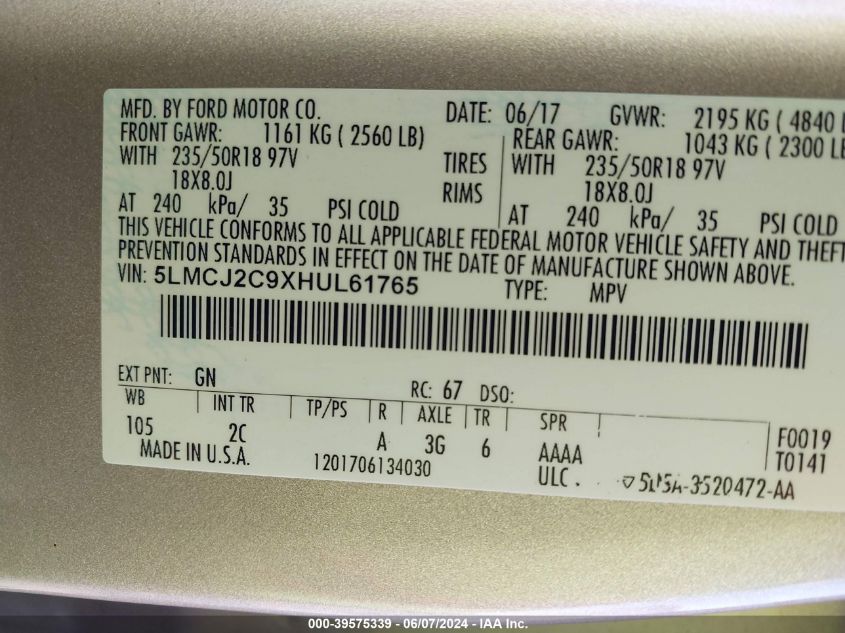 MFD. BY FORD MOTOR CO. DATE: 06/17 GVWR: 2195 KG ( 4840 L
FRONT GAWR: 1161 KG ( 2560 LB) REAR GAWR: 1043 KG ( 2300 LB
WITH 235/50R18 97V TIRES WITH 235/50R18 97V
18X8.0J RIMS 18X8.0J
AT 240 kPa/ 35 PSI COLD AT 240 kPa/ 35 PSI COLD
THIS VEHICLE CONFORMS TO ALL APPLICABLE FEDERAL MOTOR VEHICLE SAFETY AND THEFT
PREVENTION STANDARDS IN EFFECT ON THE DATE OF MANUFACTURE SHOWN ABOVE.
VIN: 5LMCJ2C9XHUL61765 TYPE: MPV
EXT PNT: GN RC: 67 DSO:
WB INT TR TP/PS R AXLE TR SPR
105 2C A 3G 6 AAAA F0019
MADE IN U.S.A. 1201706134030 ULC. T0141
3520472-AA
000-39575339 - 06/07/2024 - IAA Inc.